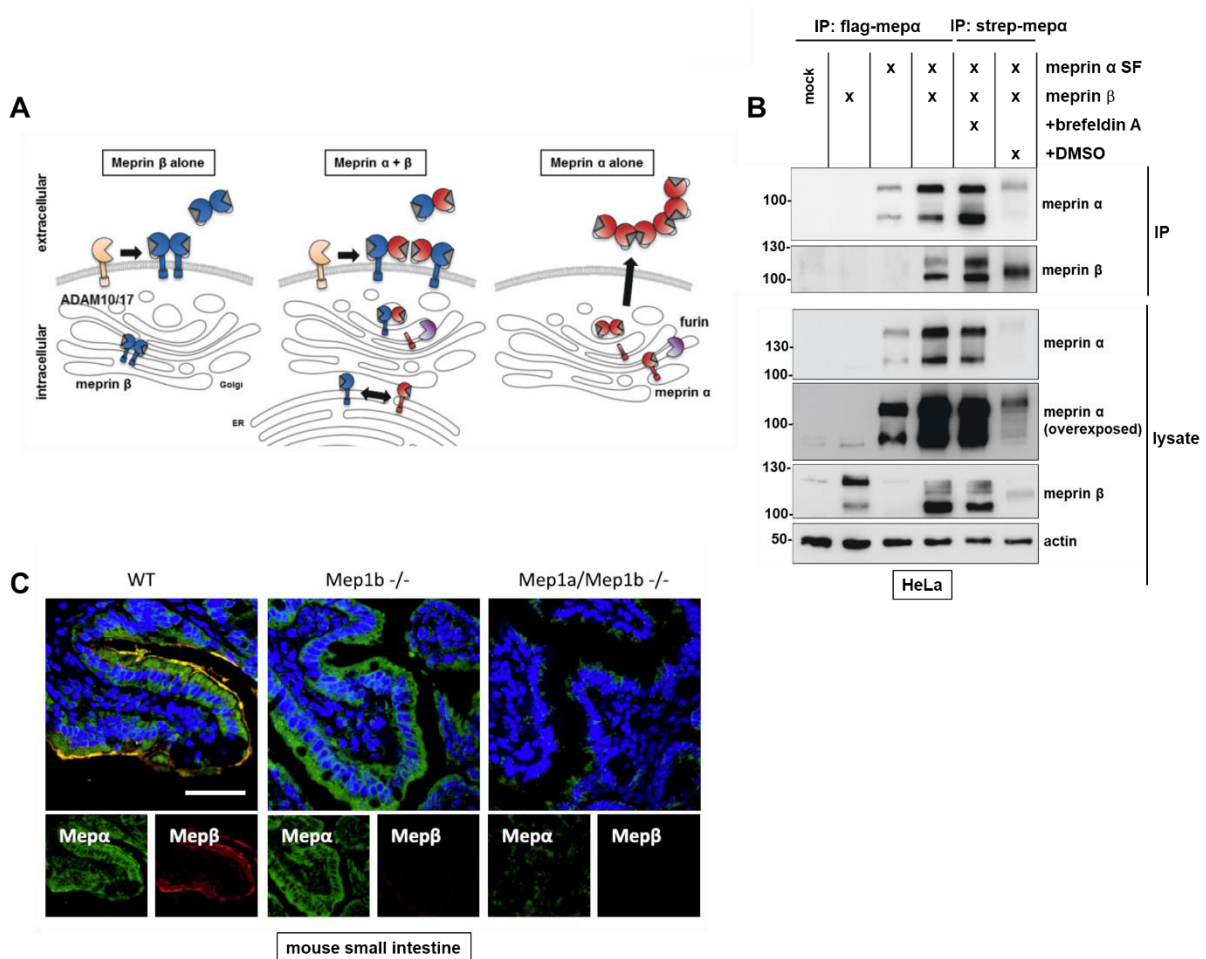 A
Meprin β alone
Meprin α + β
Meprin α alone
extracellular
intracellular
ADAM10/17
meprin β
Golgi
ER
furin
meprin α
B
IP: flag-mepα
IP: strep-mepα
mock
x x x x meprin α SF
x x x x meprin β
x +brefeldin A
x +DMSO
100- meprin α
130-
100- meprin β
IP
130-
100- meprin α
100- meprin α
(overexposed)
130-
100- meprin β
50- actin
lysate
HeLa
C
WT
Mep1b -/-
Mep1a/Mep1b -/-
Mepα Mepβ Mepα Mepβ Mepα Mepβ
mouse small intestine